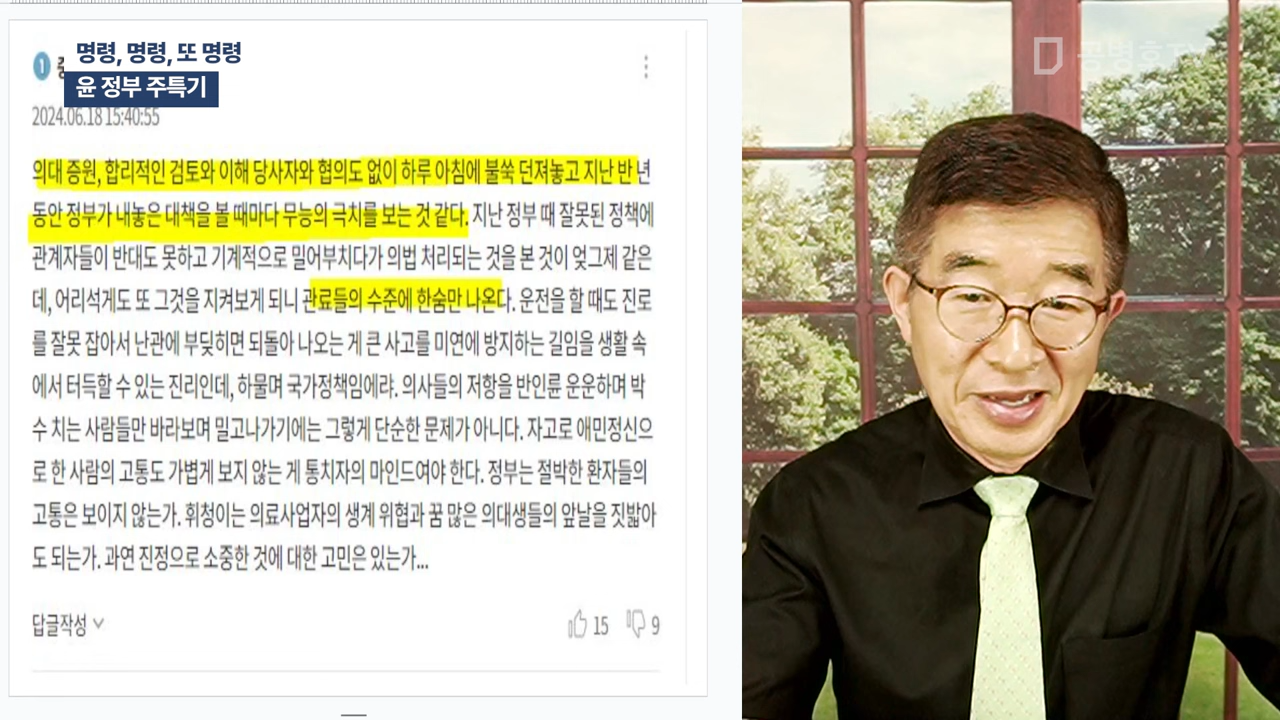 명령, 명령, 또 명령
윤 정부 주특기
1
2024.06.18 15:40:55
의대 증원, 합리적인 검토와 이해 당사자와 협의도 없이 하루 아침에 불쑥 던져놓고 지난 반 년
동안 정부가 내놓은 대책을 볼 때마다 무능의 극치를 보는 것 같다. 지난 정부 때 잘못된 정책에
관계자들이 반대도 못하고 기계적으로 밀어부치다가 의법 처리되는 것을 본 것이 엊그제 같은
데, 어리석게도 또 그것을 지켜보게 되니 관료들의 수준에 한숨만 나온다. 운전을 할 때도 진로
를 잘못 잡아서 난관에 부딪히면 되돌아 나오는 게 큰 사고를 미연에 방지하는 길임을 생활 속
에서 터득할 수 있는 진리인데, 하물며 국가정책임에랴. 의사들의 저항을 반인륜 운운하며 박
수 치는 사람들만 바라보며 밀고나가기에는 그렇게 단순한 문제가 아니다. 자고로 애민정신으
로 한 사람의 고통도 가볍게 보지 않는 게 통치자의 마인드여야 한다. 정부는 절박한 환자들의
고통은 보이지 않는가. 휘청이는 의료사업자의 생계 위협과 꿈 많은 의대생들의 앞날을 짓밟아
도 되는가. 과연 진정으로 소중한 것에 대한 고민은 있는가...
답글작성
15
9
공병호TV